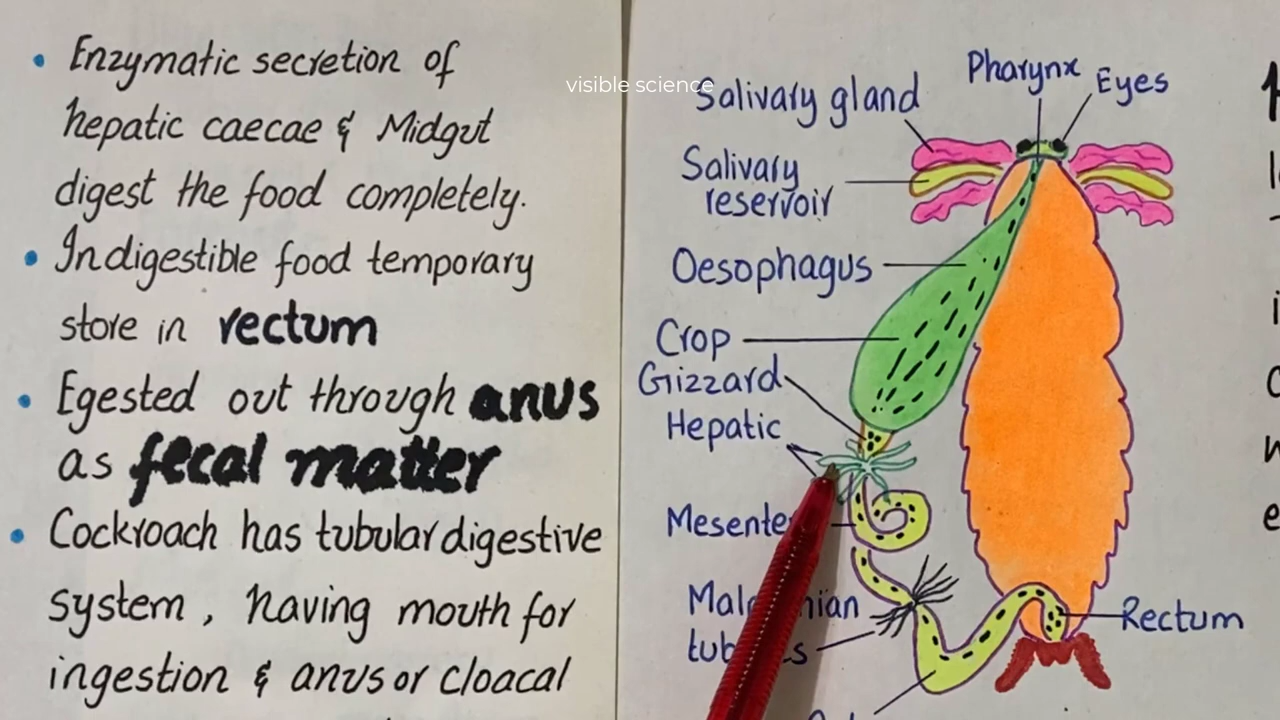 Enzymatic secretion of
hepatic caecae & Midgut
digest the food completely.
Indigestible food temporary
store in rectum
Egested out through anus
as fecal matter
Cockroach has tubular digestive
system, having mouth for
ingestion & anus or cloacal
visible science
Pharynx
Eyes
Salivary gland
Salivary
reservoir
Oesophagus
Crop
Gizzard
Hepatic
Rectum